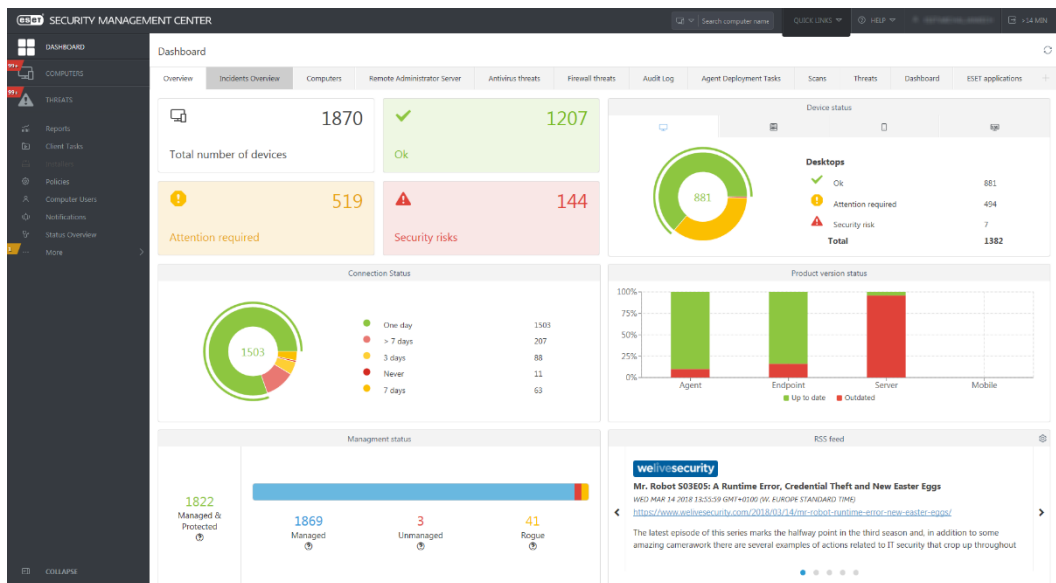 eset SECURITY MANAGEMENT CENTER
Search computer name
QUICK LINKS
HELP
>14 MIN
DASHBOARD
99+
COMPUTERS
99+
THREATS
Reports
Client Tasks
Installers
Policies
Computer Users
Notifications
Status Overview
More
COLLAPSE
Dashboard
Overview Incidents Overview Computers Remote Administrator Server Antivirus threats Firewall threats Audit Log Agent Deployment Tasks Scans Threats Dashboard ESET applications
1870
Total number of devices
1207
Ok
519
Attention required
144
Security risks
Device status
881
Desktops
Ok 881
Attention required 494
Security risk 7
Total 1382
Connection Status
1503
One day 1503
> 7 days 207
3 days 88
Never 11
7 days 63
Product version status
100%
75%
50%
25%
0%
Agent Endpoint Server Mobile
Up to date Outdated
Managment status
1822
Managed &
Protected
1869
Managed
3
Unmanaged
41
Rogue
RSS feed
welivesecurity
Mr. Robot S03E05: A Runtime Error, Credential Theft and New Easter Eggs
WED MAR 14 2018 13:55:59 GMT+0100 (W. EUROPE STANDARD TIME)
https://www.welivesecurity.com/2018/03/14/mr-robot-runtime-error-new-easter-eggs/
The latest episode of this series marks the halfway point in the third season and, in addition to some
amazing camerawork there are several examples of actions related to IT security that crop up throughout